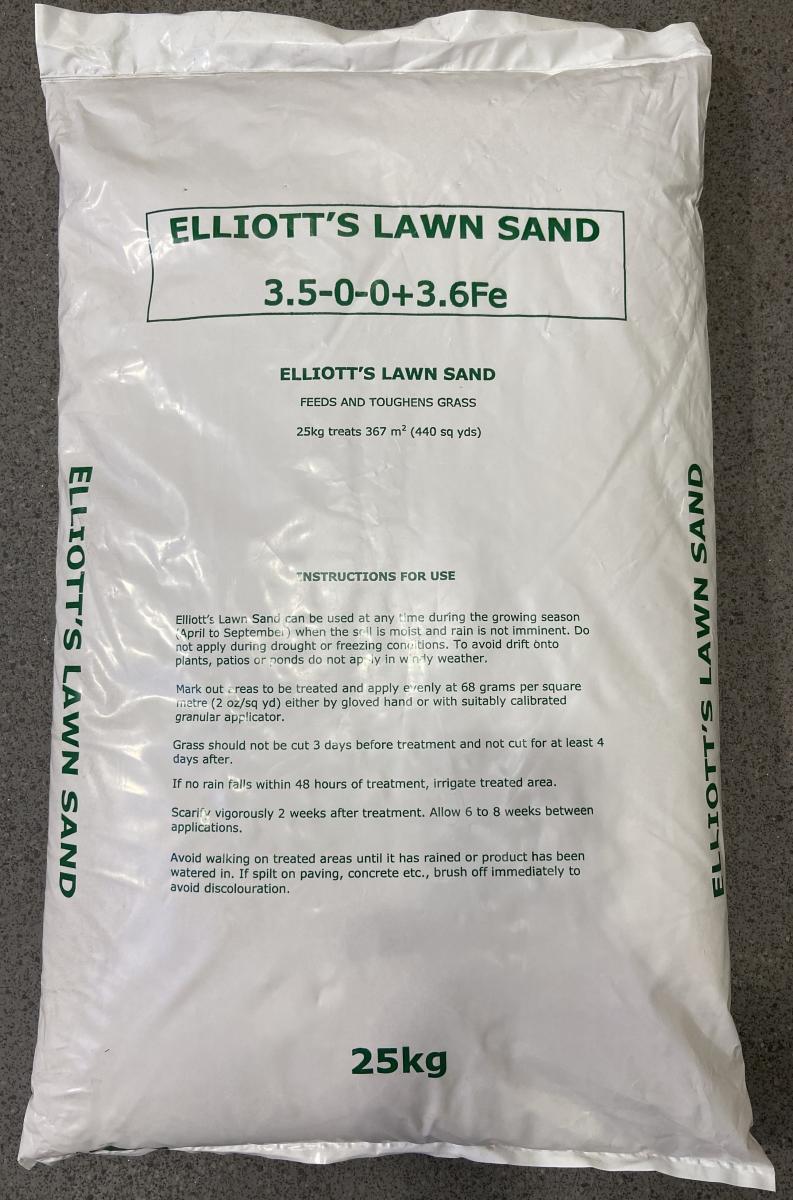 ELLIOTT'S LAWN SAND
3.5-0-0+3.6Fe
ELLIOTT'S LAWN SAND
FEEDS AND TOUGHENS GRASS
25kg treats 367 m² (440 sq yds)
ELLIOTT'S LAWN SAND
ELLIOTT'S LAWN SAND
INSTRUCTIONS FOR USE
Elliott's Lawn Sand can be used at any time during the growing season
(April to September) when the soil is moist and rain is not imminent. Do
not apply during drought or freezing conditions. To avoid drift onto
plants, patios or ponds do not apply in windy weather.
Mark out areas to be treated and apply evenly at 68 grams per square
metre (2 oz/sq yd) either by gloved hand or with suitably calibrated
granular applicator.
Grass should not be cut 3 days before treatment and not cut for at least 4
days after.
If no rain falls within 48 hours of treatment, irrigate treated area.
Scarify vigorously 2 weeks after treatment. Allow 6 to 8 weeks between
applications.
Avoid walking on treated areas until it has rained or product has been
watered in. If spilt on paving, concrete etc., brush off immediately to
avoid discolouration.
25kg